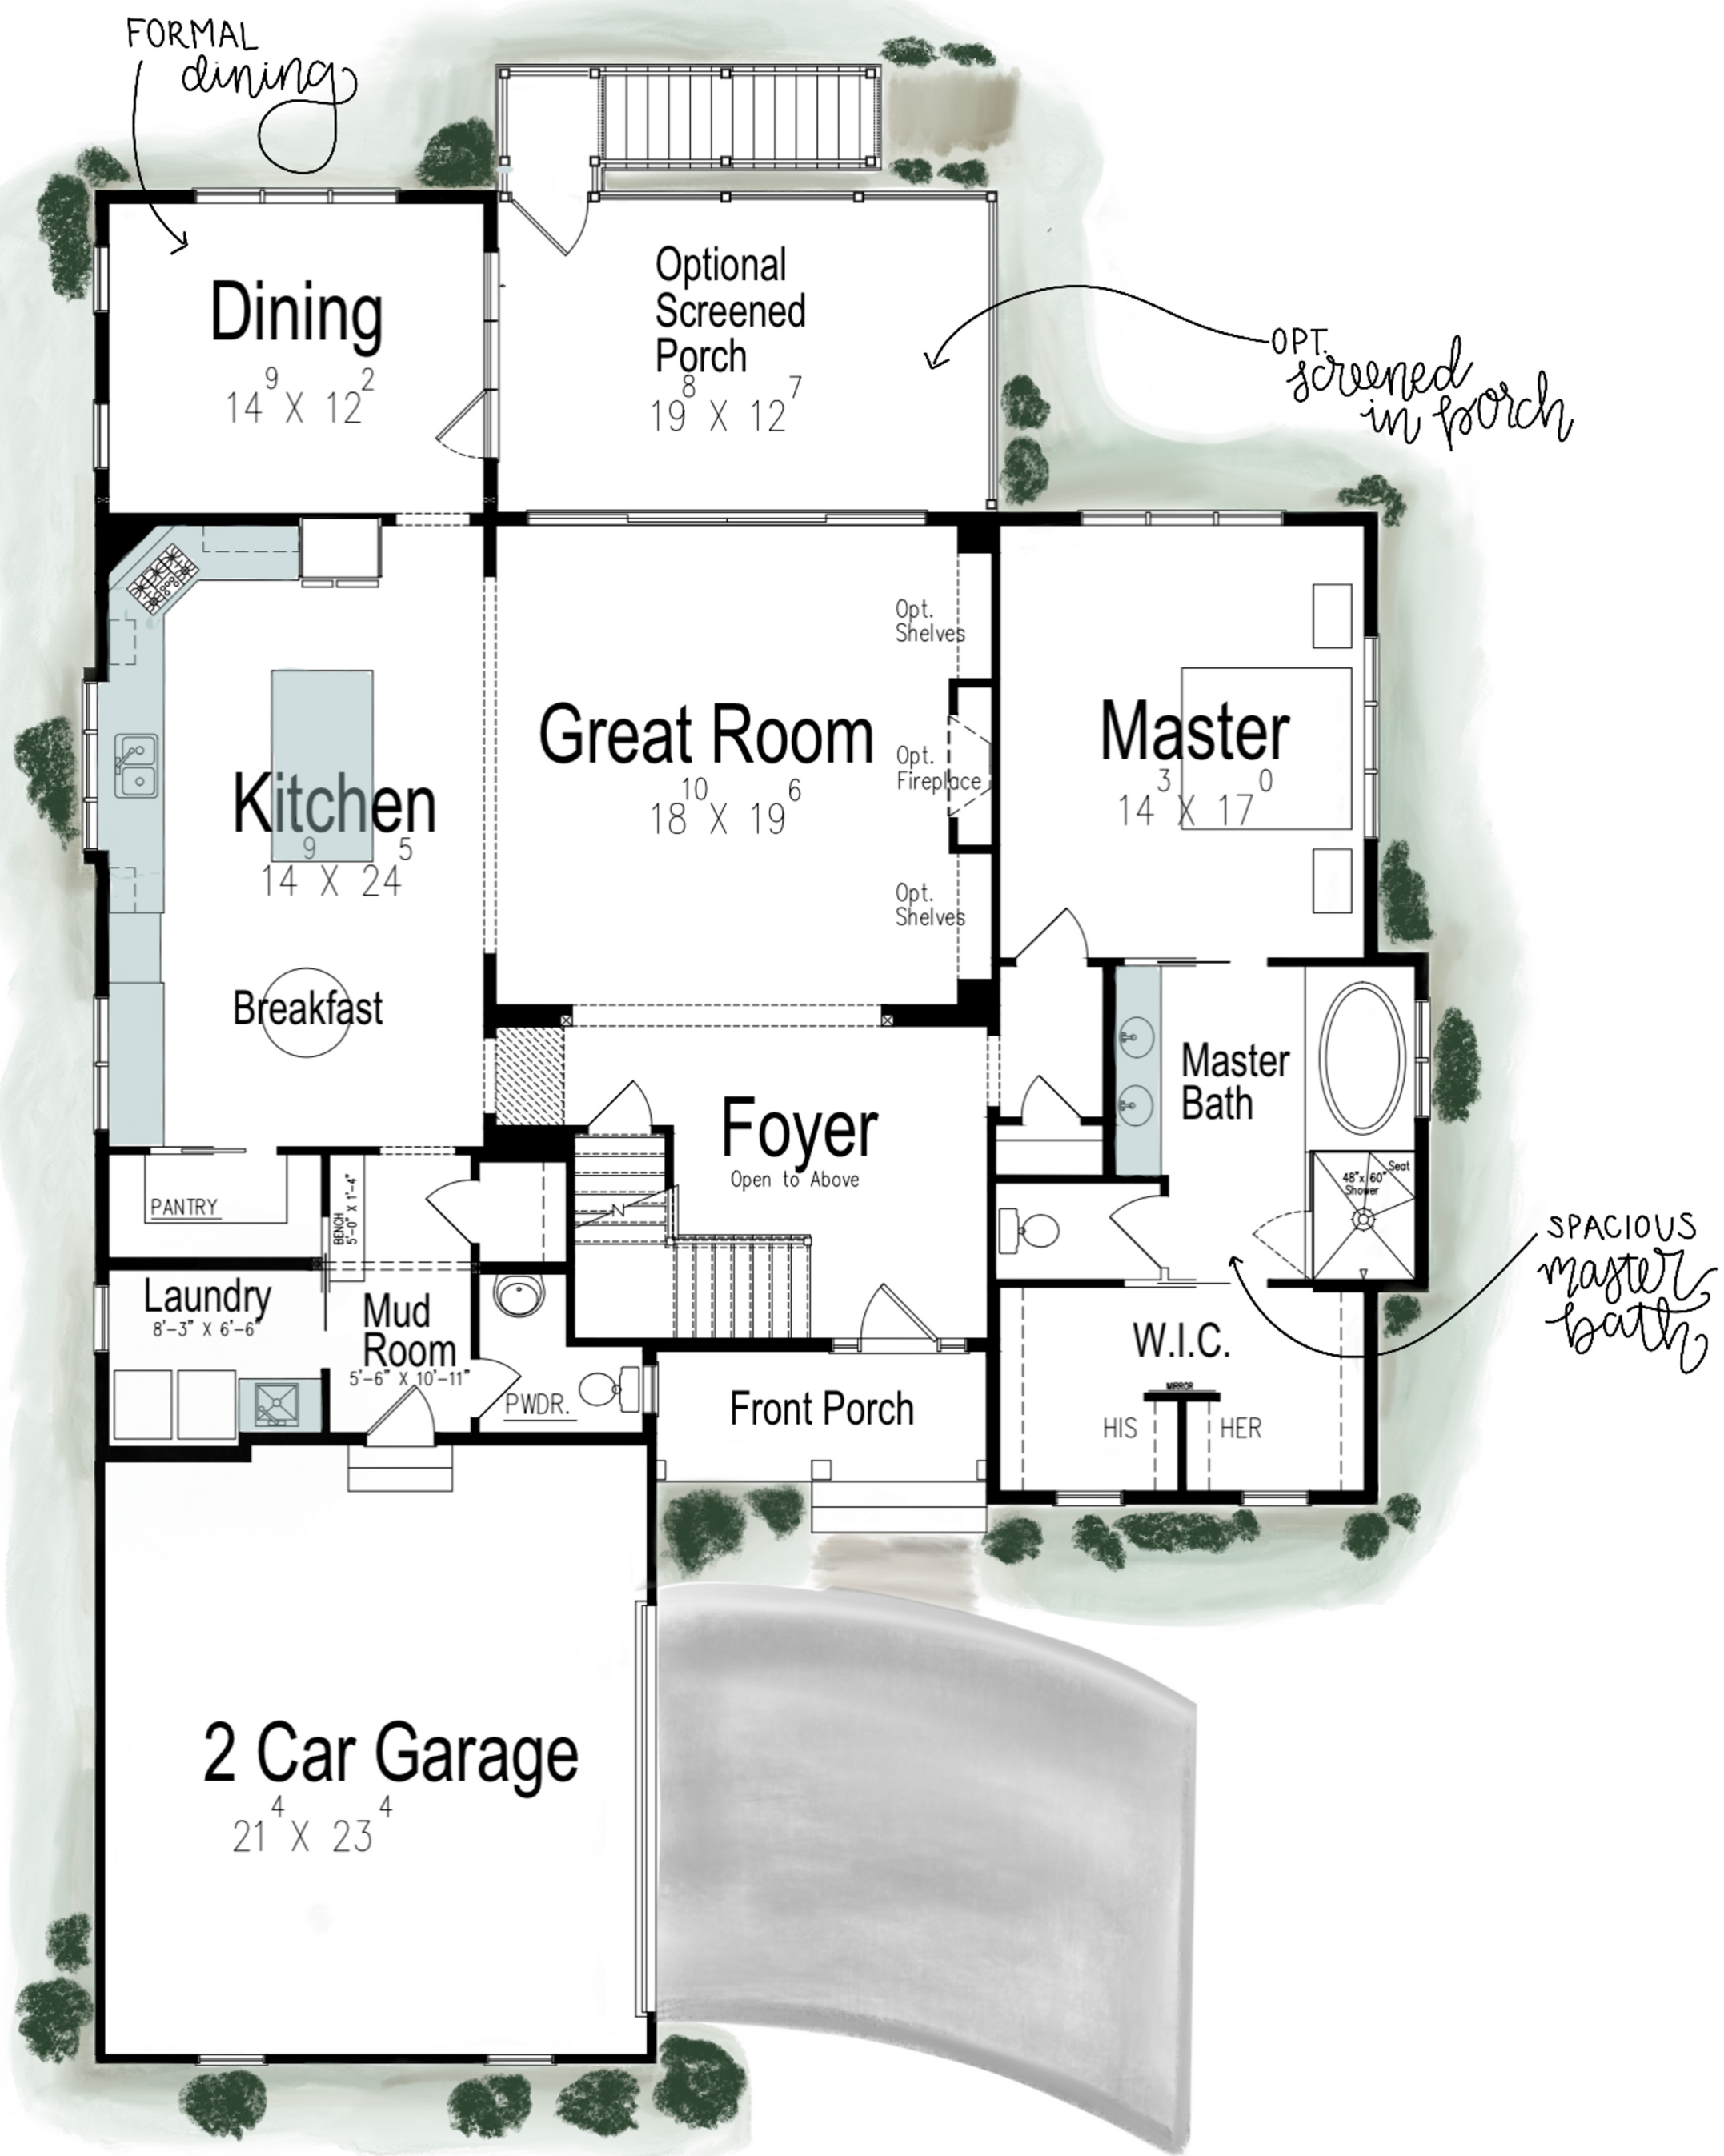 FORMAL
dining
Dining
14⁹ X 12²
Optional
Screened
Porch
19⁸ X 12⁷
OPT.
screened
in porch
Opt.
Shelves
Great Room
18¹⁰ X 19⁶
Opt.
Fireplace
Opt.
Shelves
Master
14³ X 17⁰
Kitchen
14⁹ X 24⁵
Breakfast
Master
Bath
Foyer
Open to Above
Seat
48"x 60"
Shower
PANTRY
BENCH
5'-0" X 1'-4"
N
SPACIOUS
master
bath
Laundry
8'-3" X 6'-6"
Mud
Room
5'-6" X 10'-11"
PWDR.
Front Porch
W.I.C.
MIRROR
HIS
HER
2 Car Garage
21⁴ X 23⁴